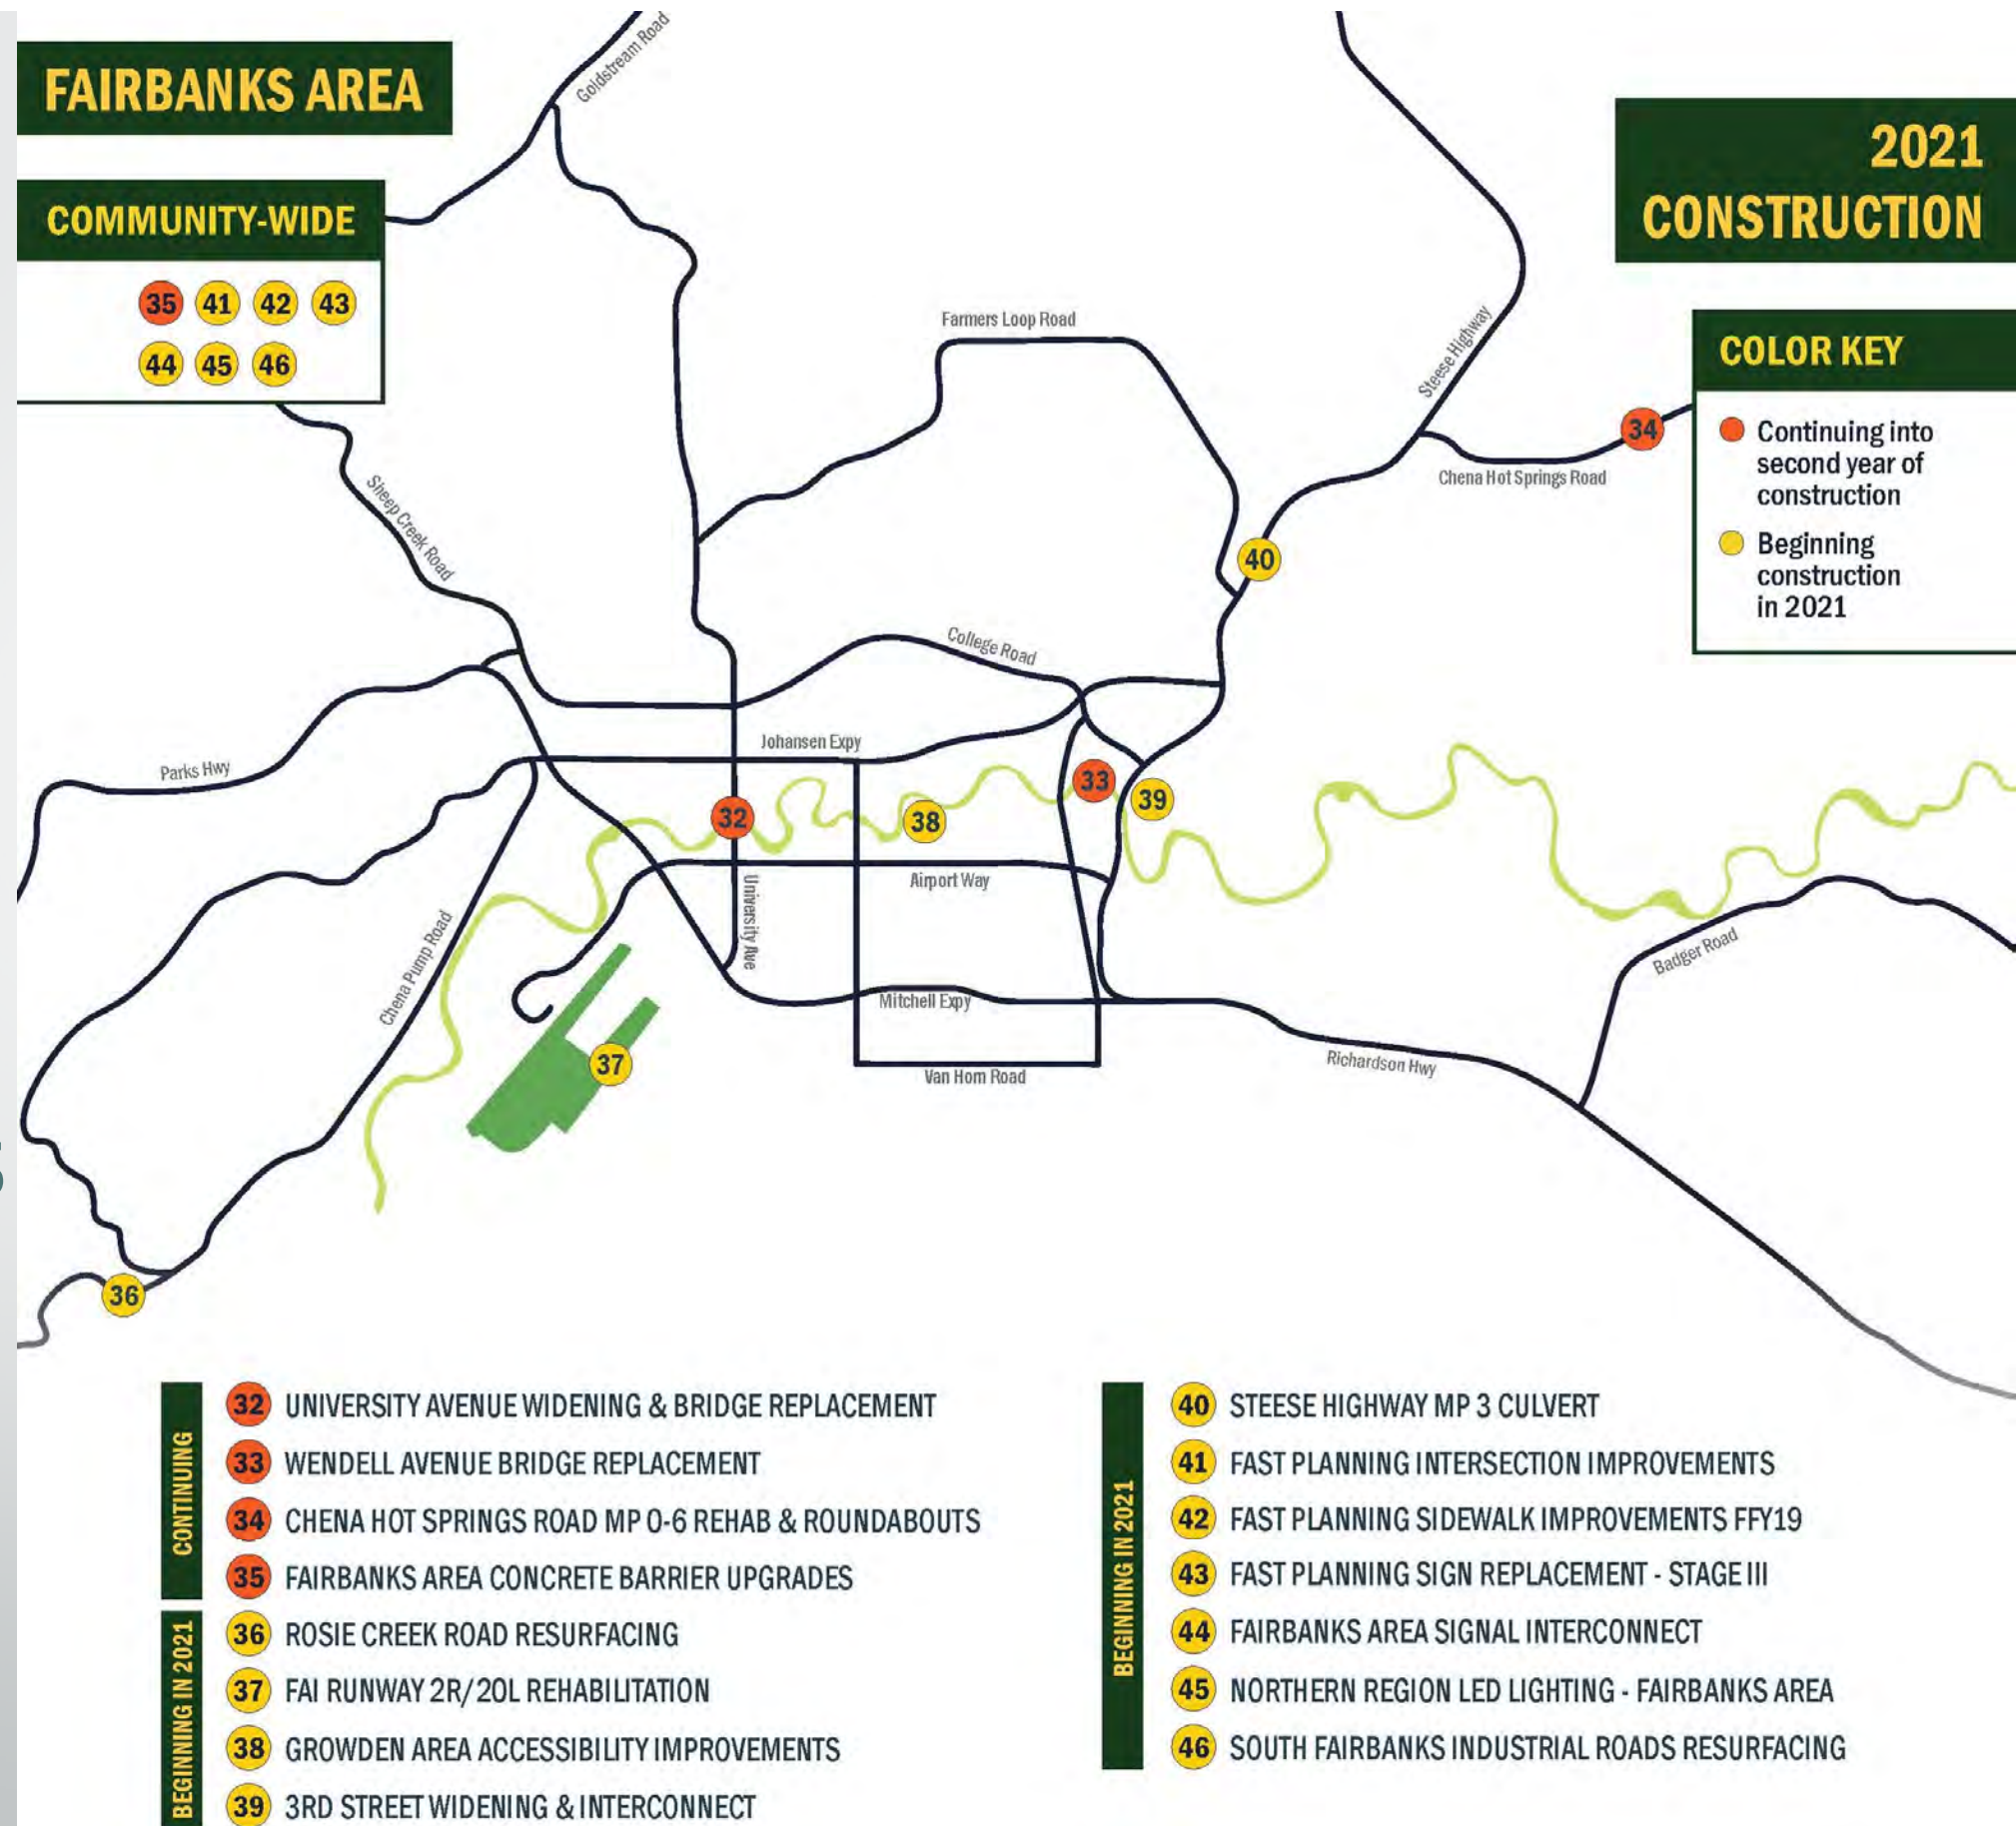 FAIRBANKS AREA
COMMUNITY-WIDE
35 41 42 43
44 45 46
2021
CONSTRUCTION
COLOR KEY
Continuing into
second year of
construction
Beginning
construction
in 2021
Goldstream Road
Farmers Loop Road
Steese Highway
34
Chena Hot Springs Road
Sheep Creek Road
40
College Road
Johansen Expy
Parks Hwy
32
38
33
39
Airport Way
University Ave
Chena Pump Road
Badger Road
Mitchell Expy
37
Van Horn Road
Richardson Hwy
36
CONTINUING
32 UNIVERSITY AVENUE WIDENING & BRIDGE REPLACEMENT
33 WENDELL AVENUE BRIDGE REPLACEMENT
34 CHENA HOT SPRINGS ROAD MP 0-6 REHAB & ROUNDABOUTS
35 FAIRBANKS AREA CONCRETE BARRIER UPGRADES
BEGINNING IN 2021
36 ROSIE CREEK ROAD RESURFACING
37 FAI RUNWAY 2R/20L REHABILITATION
38 GROWDEN AREA ACCESSIBILITY IMPROVEMENTS
39 3RD STREET WIDENING & INTERCONNECT
BEGINNING IN 2021
40 STEESE HIGHWAY MP 3 CULVERT
41 FAST PLANNING INTERSECTION IMPROVEMENTS
42 FAST PLANNING SIDEWALK IMPROVEMENTS FFY19
43 FAST PLANNING SIGN REPLACEMENT - STAGE III
44 FAIRBANKS AREA SIGNAL INTERCONNECT
45 NORTHERN REGION LED LIGHTING - FAIRBANKS AREA
46 SOUTH FAIRBANKS INDUSTRIAL ROADS RESURFACING